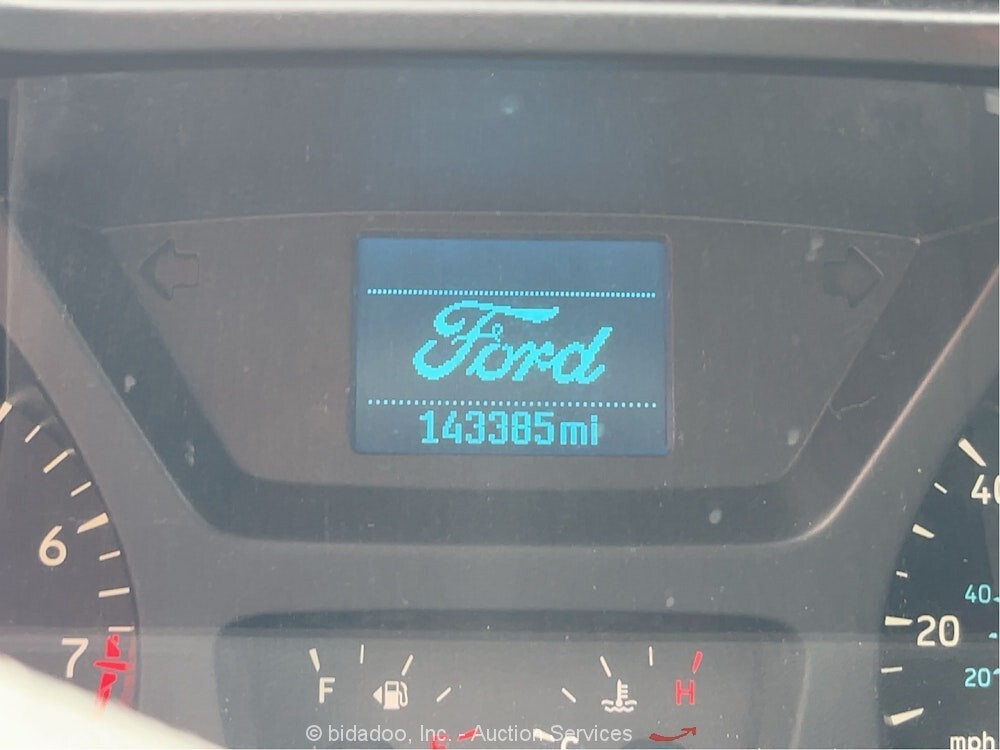 Ford
143385mi
40
6
40
20
7
20
F
H
mph
© bidadoo, Inc. - Auction Services